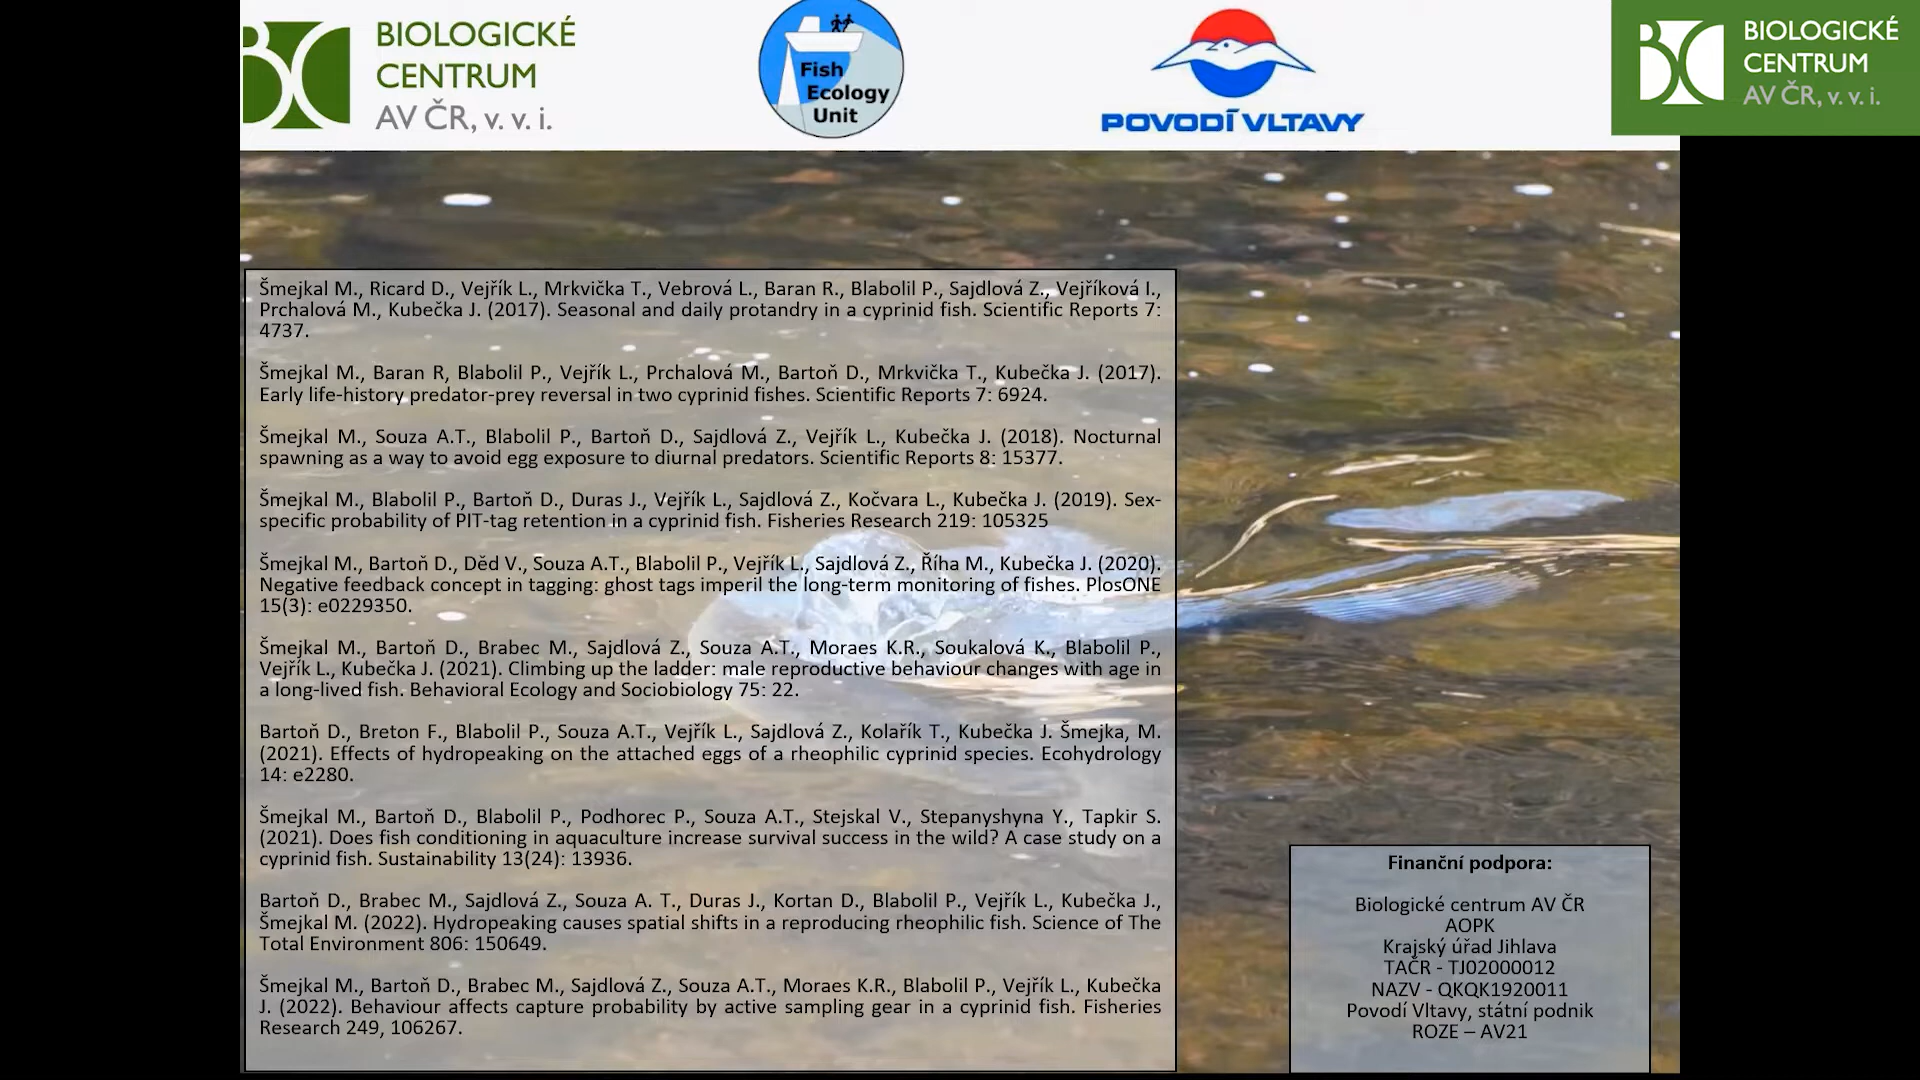 BIOLOGICKÉ
CENTRUM
AV ČR, v. v. i.
Fish
Ecology
Unit
POVODÍ VLTAVY
BIOLOGICKÉ
CENTRUM
AV ČR, v. v. i.
Šmejkal M., Ricard D., Vejřík L., Mrkvička T., Vebrová L., Baran R., Blabolil P., Sajdlová Z., Vejříková I.,
Prchalová M., Kubečka J. (2017). Seasonal and daily protandry in a cyprinid fish. Scientific Reports 7:
4737.
Šmejkal M., Baran R, Blabolil P., Vejřík L., Prchalová M., Bartoň D., Mrkvička T., Kubečka J. (2017).
Early life-history predator-prey reversal in two cyprinid fishes. Scientific Reports 7: 6924.
Šmejkal M., Souza A.T., Blabolil P., Bartoň D., Sajdlová Z., Vejřík L., Kubečka J. (2018). Nocturnal
spawning as a way to avoid egg exposure to diurnal predators. Scientific Reports 8: 15377.
Šmejkal M., Blabolil P., Bartoň D., Duras J., Vejřík L., Sajdlová Z., Kočvara L., Kubečka J. (2019). Sex-
specific probability of PIT-tag retention in a cyprinid fish. Fisheries Research 219: 105325
Šmejkal M., Bartoň D., Děd V., Souza A.T., Blabolil P., Vejřík L., Sajdlová Z., Říha M., Kubečka J. (2020).
Negative feedback concept in tagging: ghost tags imperil the long-term monitoring of fishes. PlosONE
15(3): e0229350.
Šmejkal M., Bartoň D., Brabec M., Sajdlová Z., Souza A.T., Moraes K.R., Soukalová K., Blabolil P.,
Vejřík L., Kubečka J. (2021). Climbing up the ladder: male reproductive behaviour changes with age in
a long-lived fish. Behavioral Ecology and Sociobiology 75: 22.
Bartoň D., Breton F., Blabolil P., Souza A.T., Vejřík L., Sajdlová Z., Kolařík T., Kubečka J. Šmejka, M.
(2021). Effects of hydropeaking on the attached eggs of a rheophilic cyprinid species. Ecohydrology
14: e2280.
Šmejkal M., Bartoň D., Blabolil P., Podhorec P., Souza A.T., Stejskal V., Stepanyshyna Y., Tapkir S.
(2021). Does fish conditioning in aquaculture increase survival success in the wild? A case study on a
cyprinid fish. Sustainability 13(24): 13936.
Bartoň D., Brabec M., Sajdlová Z., Souza A. T., Duras J., Kortan D., Blabolil P., Vejřík L., Kubečka J.,
Šmejkal M. (2022). Hydropeaking causes spatial shifts in a reproducing rheophilic fish. Science of The
Total Environment 806: 150649.
Šmejkal M., Bartoň D., Brabec M., Sajdlová Z., Souza A.T., Moraes K.R., Blabolil P., Vejřík L., Kubečka
J. (2022). Behaviour affects capture probability by active sampling gear in a cyprinid fish. Fisheries
Research 249, 106267.
Finanční podpora:
Biologické centrum AV ČR
AOPK
Krajský úřad Jihlava
TAČR - TJ02000012
NAZV - QKQK1920011
Povodí Vltavy, státní podnik
ROZE – AV21